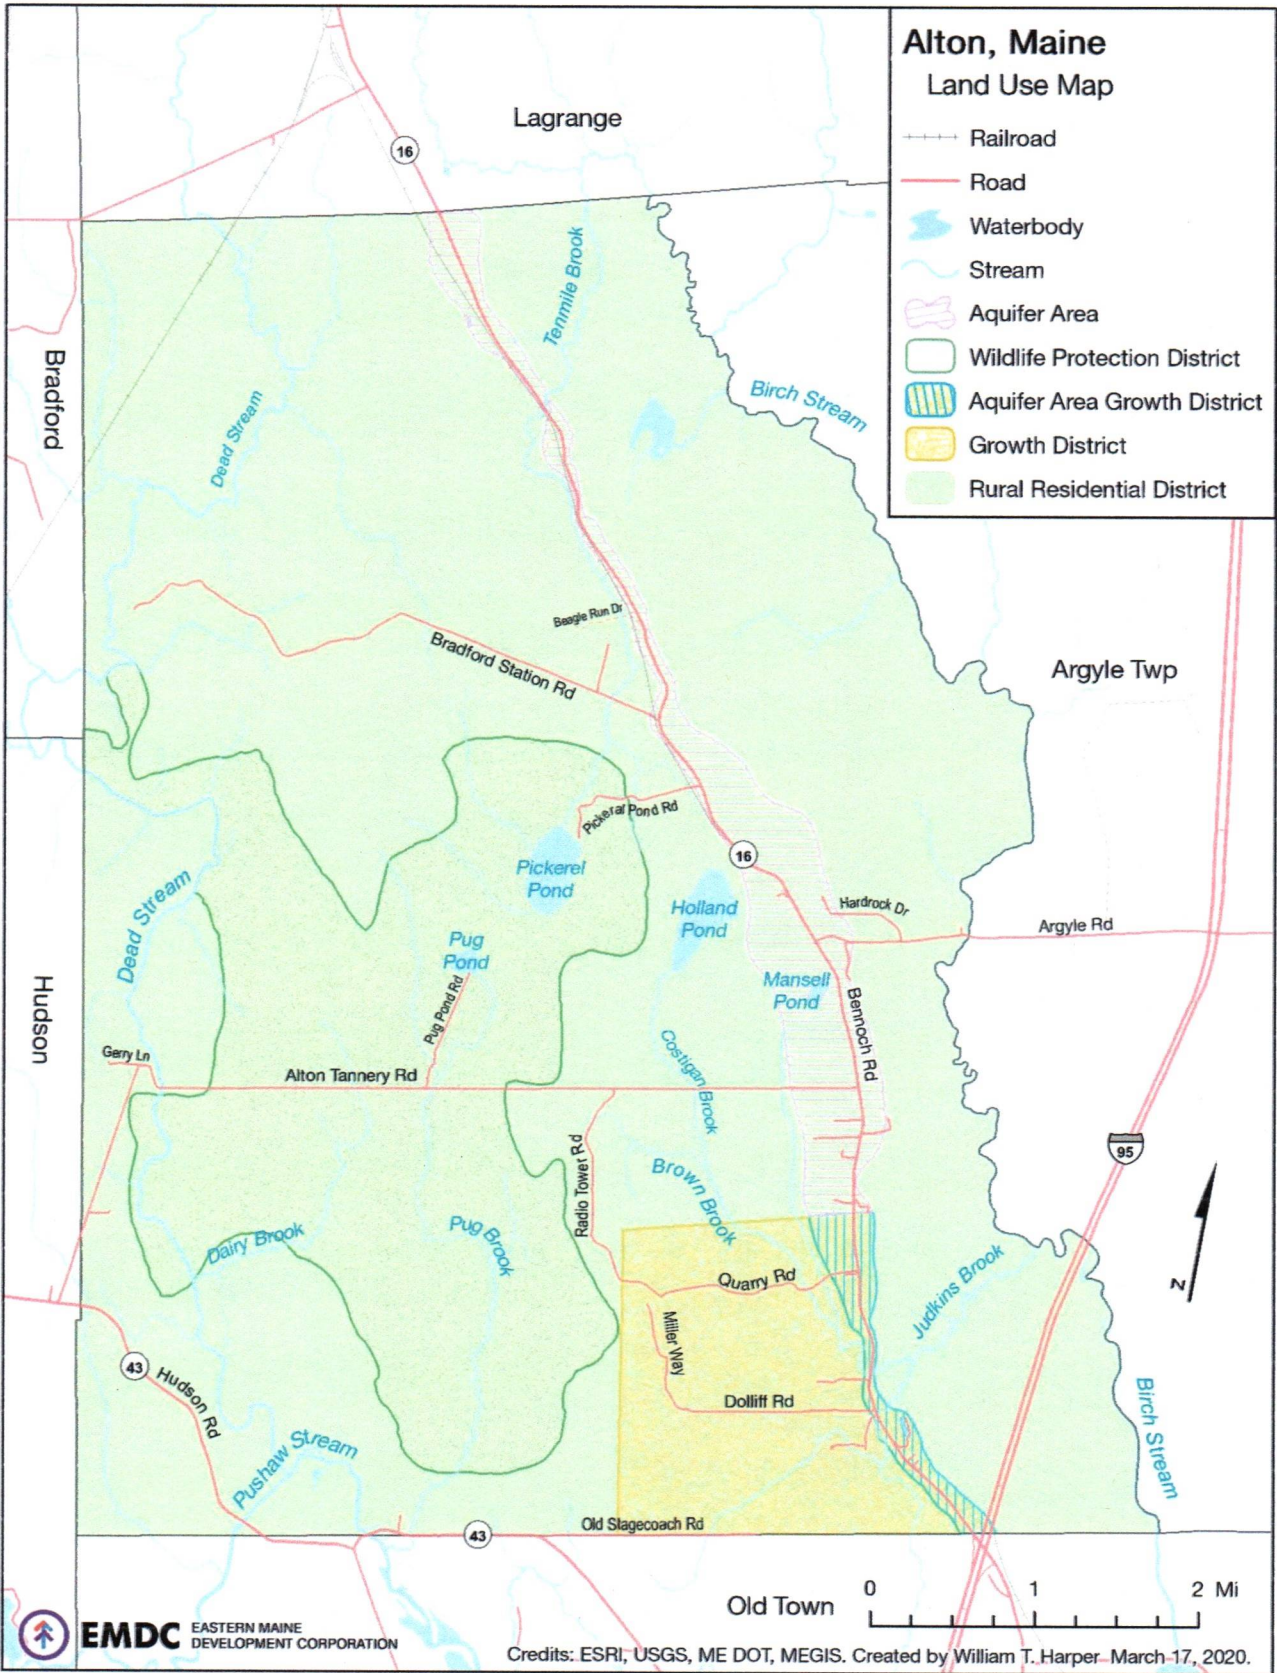 Alton, Maine
Land Use Map
Railroad
Road
Waterbody
Stream
Aquifer Area
Wildlife Protection District
Aquifer Area Growth District
Growth District
Rural Residential District
Lagrange
16
Tenmile Brook
Birch Stream
Bradford
Dead Stream
Beagle Run Dr
Bradford Station Rd
Argyle Twp
Pickeral Pond Rd
16
Pickerel
Pond
Holland
Pond
Hardrock Dr
Argyle Rd
Dead Stream
Pug
Pond
Mansell
Pond
Hudson
Pug Pond Rd
Bennoch Rd
Gerry Ln
Alton Tannery Rd
Costigan Brook
95
Radio Tower Rd
Brown Brook
Dairy Brook
Pug Brook
Quarry Rd
Judkins Brook
N
Miller Way
43
Hudson Rd
Dolliff Rd
Birch Stream
Pushaw Stream
Old Stagecoach Rd
43
Old Town
0 1 2 Mi
EMDC EASTERN MAINE
DEVELOPMENT CORPORATION
Credits: ESRI, USGS, ME DOT, MEGIS. Created by William T. Harper March 17, 2020.